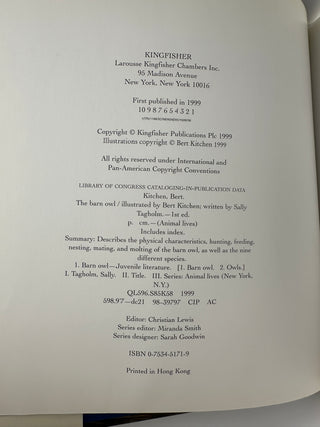 KINGFISHER
Larousse Kingfisher Chambers Inc.
95 Madison Avenue
New York, New York 10016
First published in 1999
10 9 8 7 6 5 4 3 2 1
Copyright © Kingfisher Publications Plc 1999
Illustrations copyright © Bert Kitchen 1999
All rights reserved under International and
Pan-American Copyright Conventions
LIBRARY OF CONGRESS CATALOGING-IN-PUBLICATION DATA
Kitchen, Bert.
The barn owl / illustrated by Bert Kitchen; written by Sally
Tagholm.—1st ed.
p. cm.—(Animal lives)
Includes index.
Summary: Describes the physical characteristics, hunting, feeding,
nesting, mating, and molting of the barn owl, as well as the nine
different species.
1. Barn owl—Juvenile literature. [1. Barn owl. 2. Owls.]
I. Tagholm, Sally. II. Title. III. Series: Animal lives (New York,
N.Y.)
QL596.S85K58 1999
598.97—dc21 98-39797 CIP AC
Editor: Christian Lewis
Series editor: Miranda Smith
Series designer: Sarah Goodwin
ISBN 0-7534-5171-9
Printed in Hong Kong